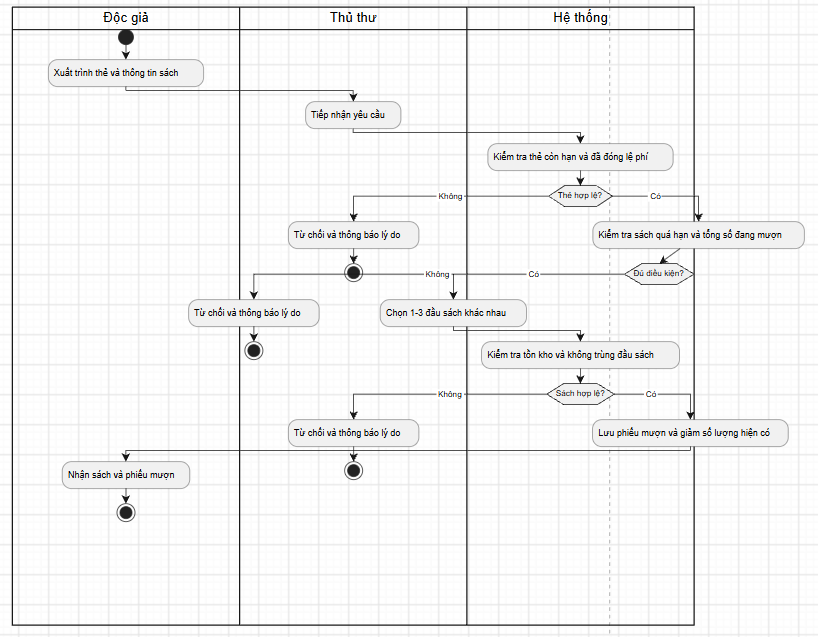 Độc giả
Thủ thư
Hệ thống
Xuất trình thẻ và thông tin sách
Tiếp nhận yêu cầu
Kiểm tra thẻ còn hạn và đã đóng lệ phí
Thẻ hợp lệ?
Không
Có
Từ chối và thông báo lý do
Kiểm tra sách quá hạn và tổng số đang mượn
Không
Có
Đủ điều kiện?
Từ chối và thông báo lý do
Chọn 1-3 đầu sách khác nhau
Kiểm tra tồn kho và không trùng đầu sách
Không
Sách hợp lệ?
Có
Từ chối và thông báo lý do
Lưu phiếu mượn và giảm số lượng hiện có
Nhận sách và phiếu mượn